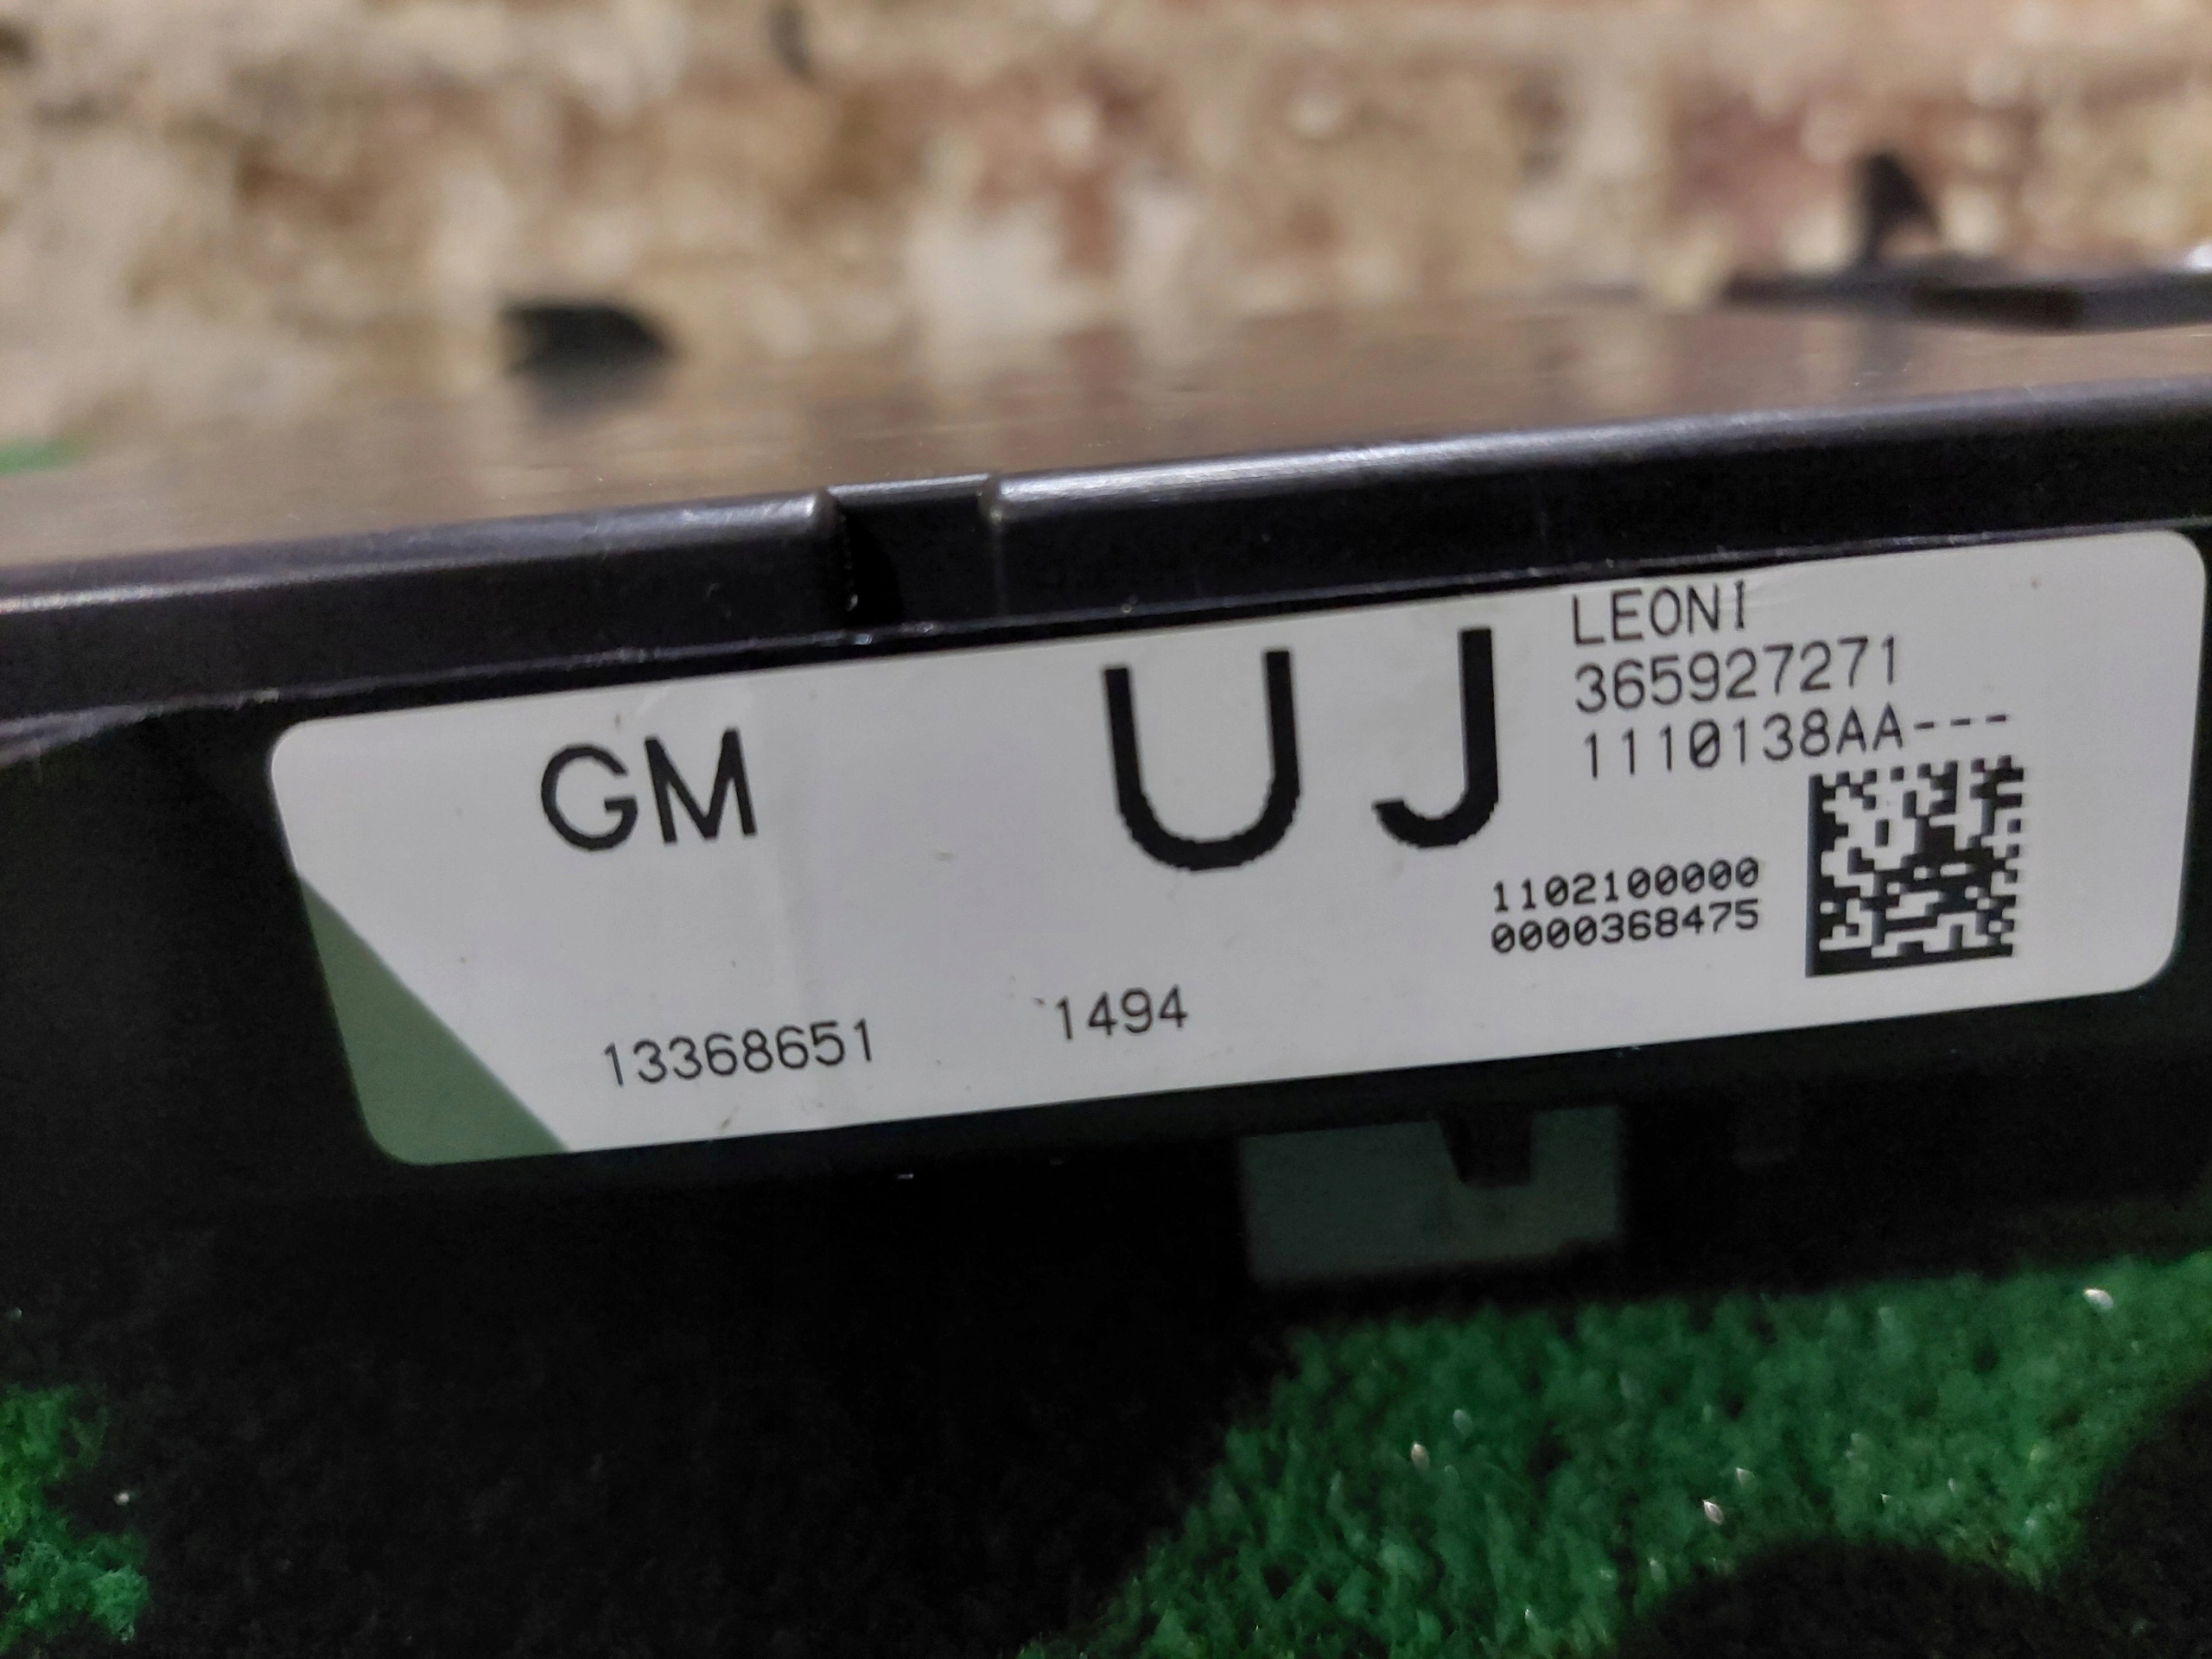 LEONI
365927271
1110138AA---
GM
UJ
1102100000
0000368475
13368651
1494